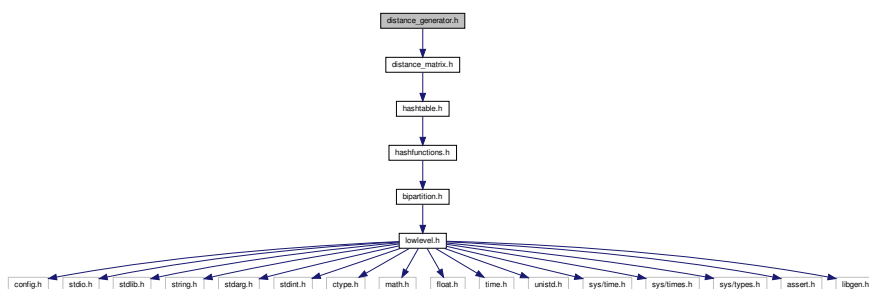 distance_generator.h
distance_matrix.h
hashtable.h
hashfunctions.h
bipartition.h
lowlevel.h
config.h stdio.h stdlib.h string.h stdarg.h stdint.h ctype.h math.h float.h time.h unistd.h sys/time.h sys/times.h sys/types.h assert.h libgen.h